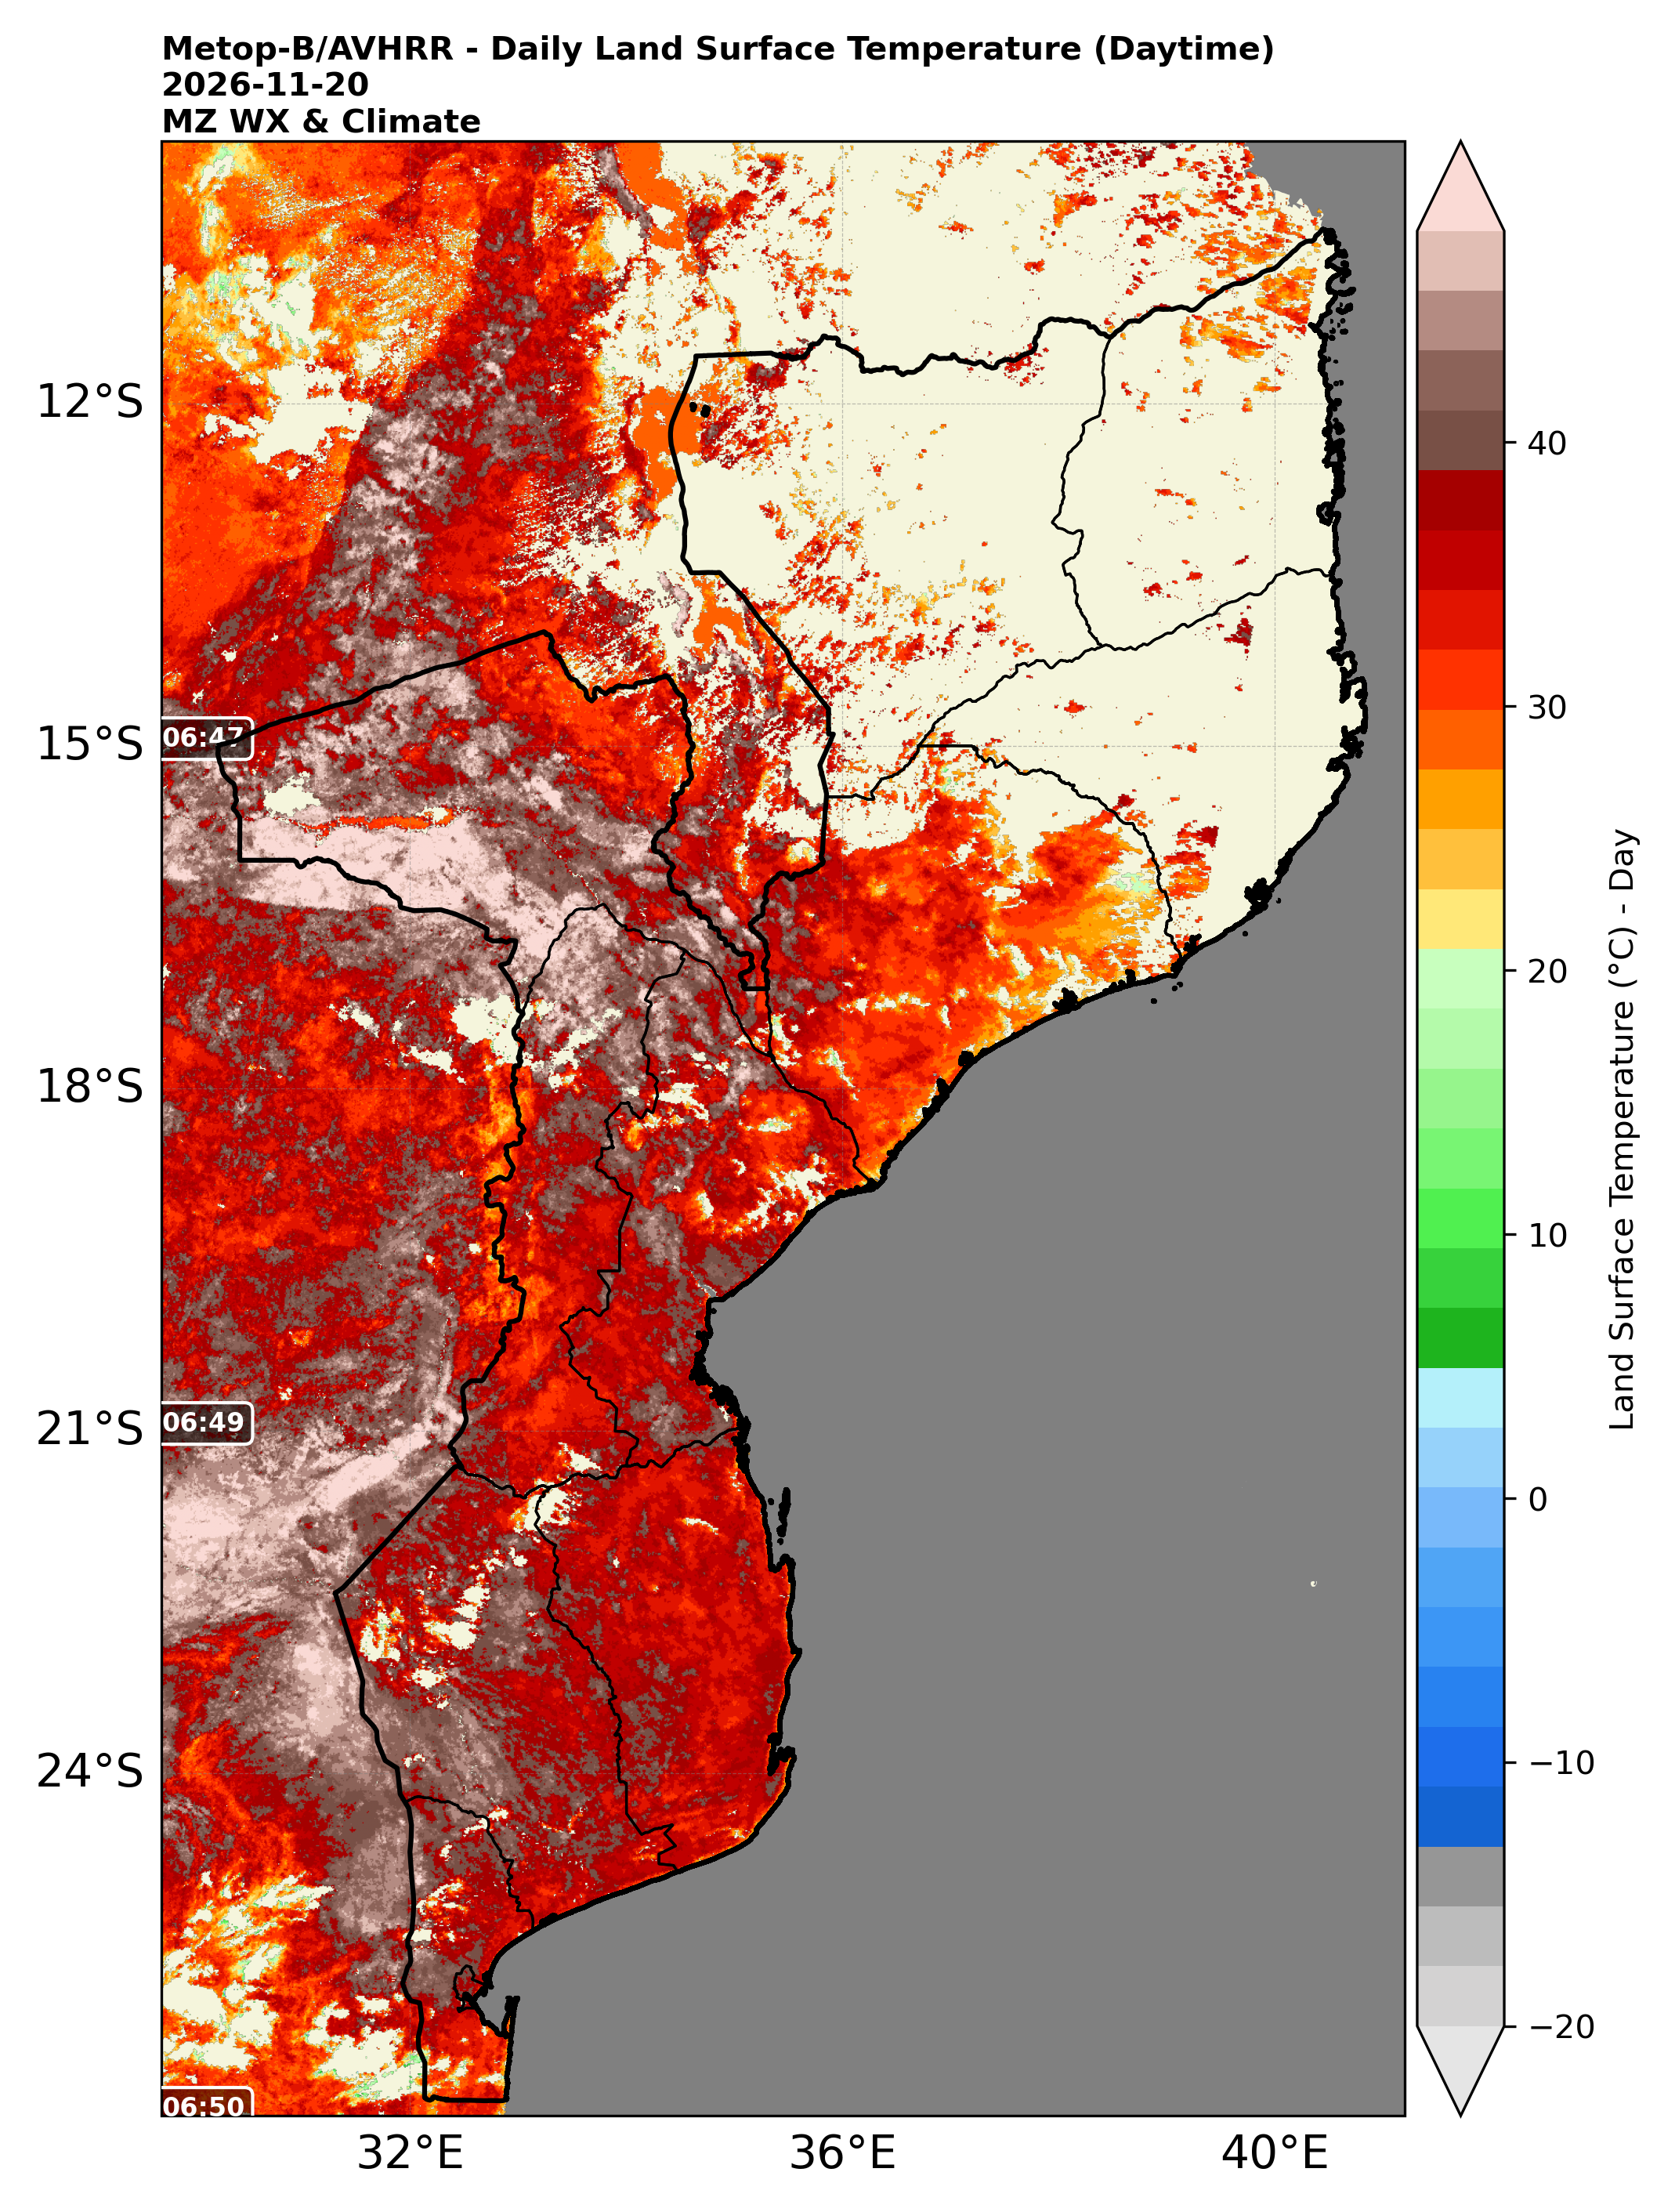 Metop-B/AVHRR - Daily Land Surface Temperature (Daytime)
2026-11-20
MZ WX & Climate
12°S
15°S
18°S
21°S
24°S
06:47
06:49
06:50
32°E
36°E
40°E
40
30
20
10
0
−10
−20
Land Surface Temperature (°C) - Day